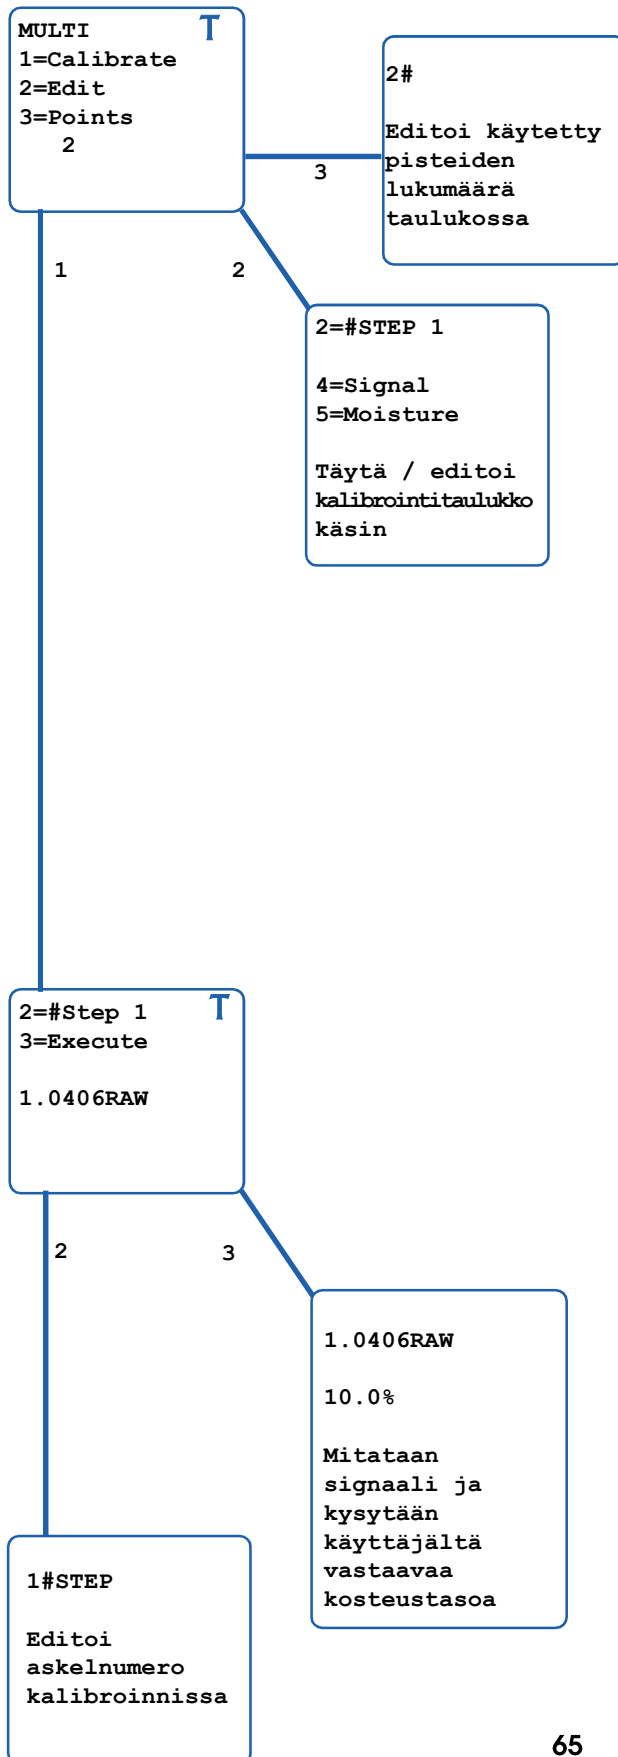 MULTI T
1=Calibrate
2=Edit
3=Points
2
2#
Editoi käytetty
pisteiden
lukumäärä
taulukossa
3
1
2
2=#STEP 1
4=Signal
5=Moisture
Täytä / editoi
kalibrointitaulukko
käsin
2=#Step 1 T
3=Execute
1.0406RAW
2
3
1.0406RAW
10.0%
Mitataan
signaali ja
kysytään
käyttäjältä
vastaavaa
kosteustasoa
1#STEP
Editoi
askelnumero
kalibroinnissa
65